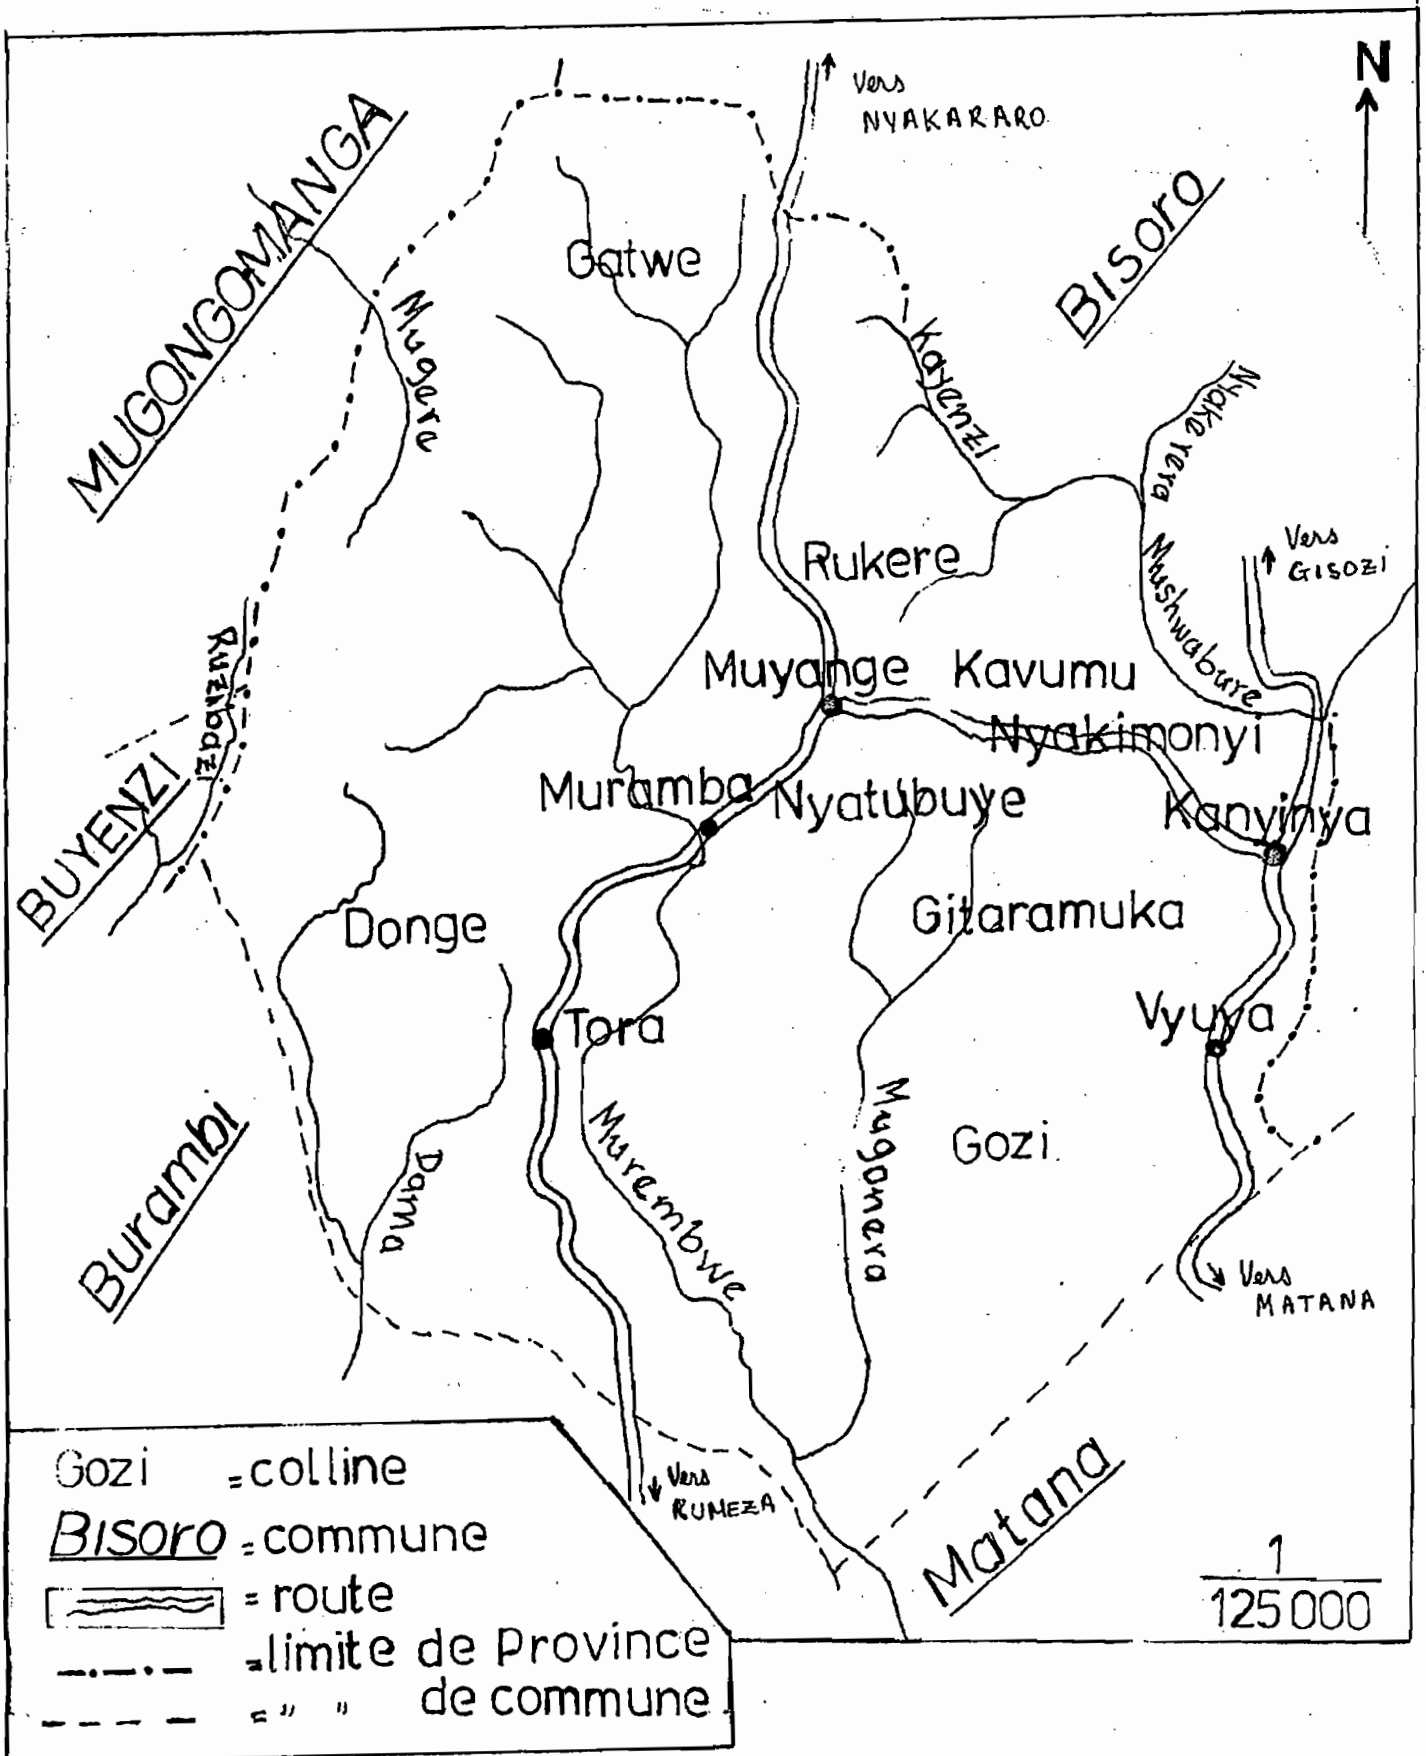 N
Vers
NYAKARARO
MUGONGOMANGA
BISORO
Gatwe
Mugere
Kayanzi
Nyakerera
Rukere
Vers
GISOZI
Mushwabure
Ruzibazi
Muyange
Kavumu
Nyakimonyi
BUYENZI
Muramba
Nyatubuye
Kanyinya
Donge
Gitaramuka
Tora
Vyuya
Burambi
Dama
Murembwe
Muganera
Gozi
Vers
MATANA
Vers
RUMEZA
Matana
1
125 000
Gozi = colline
BISORO = commune
= route
= limite de Province
= " " de commune